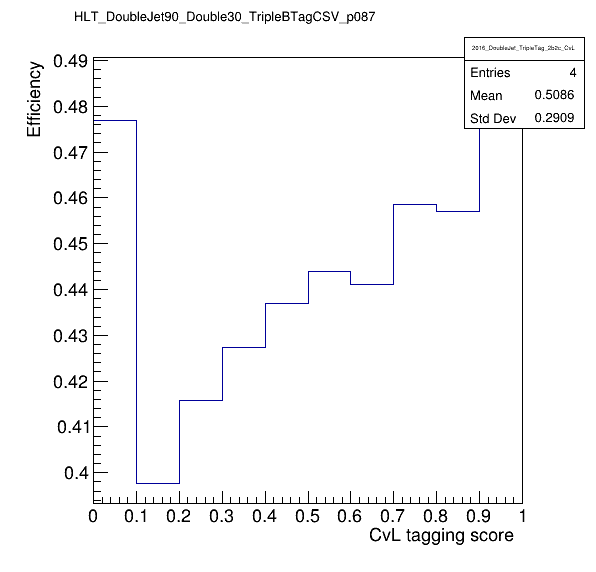 HLT_DoubleJet90_Double30_TripleBTagCSV_p087
2016_DoubleJet_TripleTag_2b2c_CvL
Entries 4
Mean 0.5086
Std Dev 0.2909
Efficiency
0.49
0.48
0.47
0.46
0.45
0.44
0.43
0.42
0.41
0.4
0 0.1 0.2 0.3 0.4 0.5 0.6 0.7 0.8 0.9 1
CvL tagging score